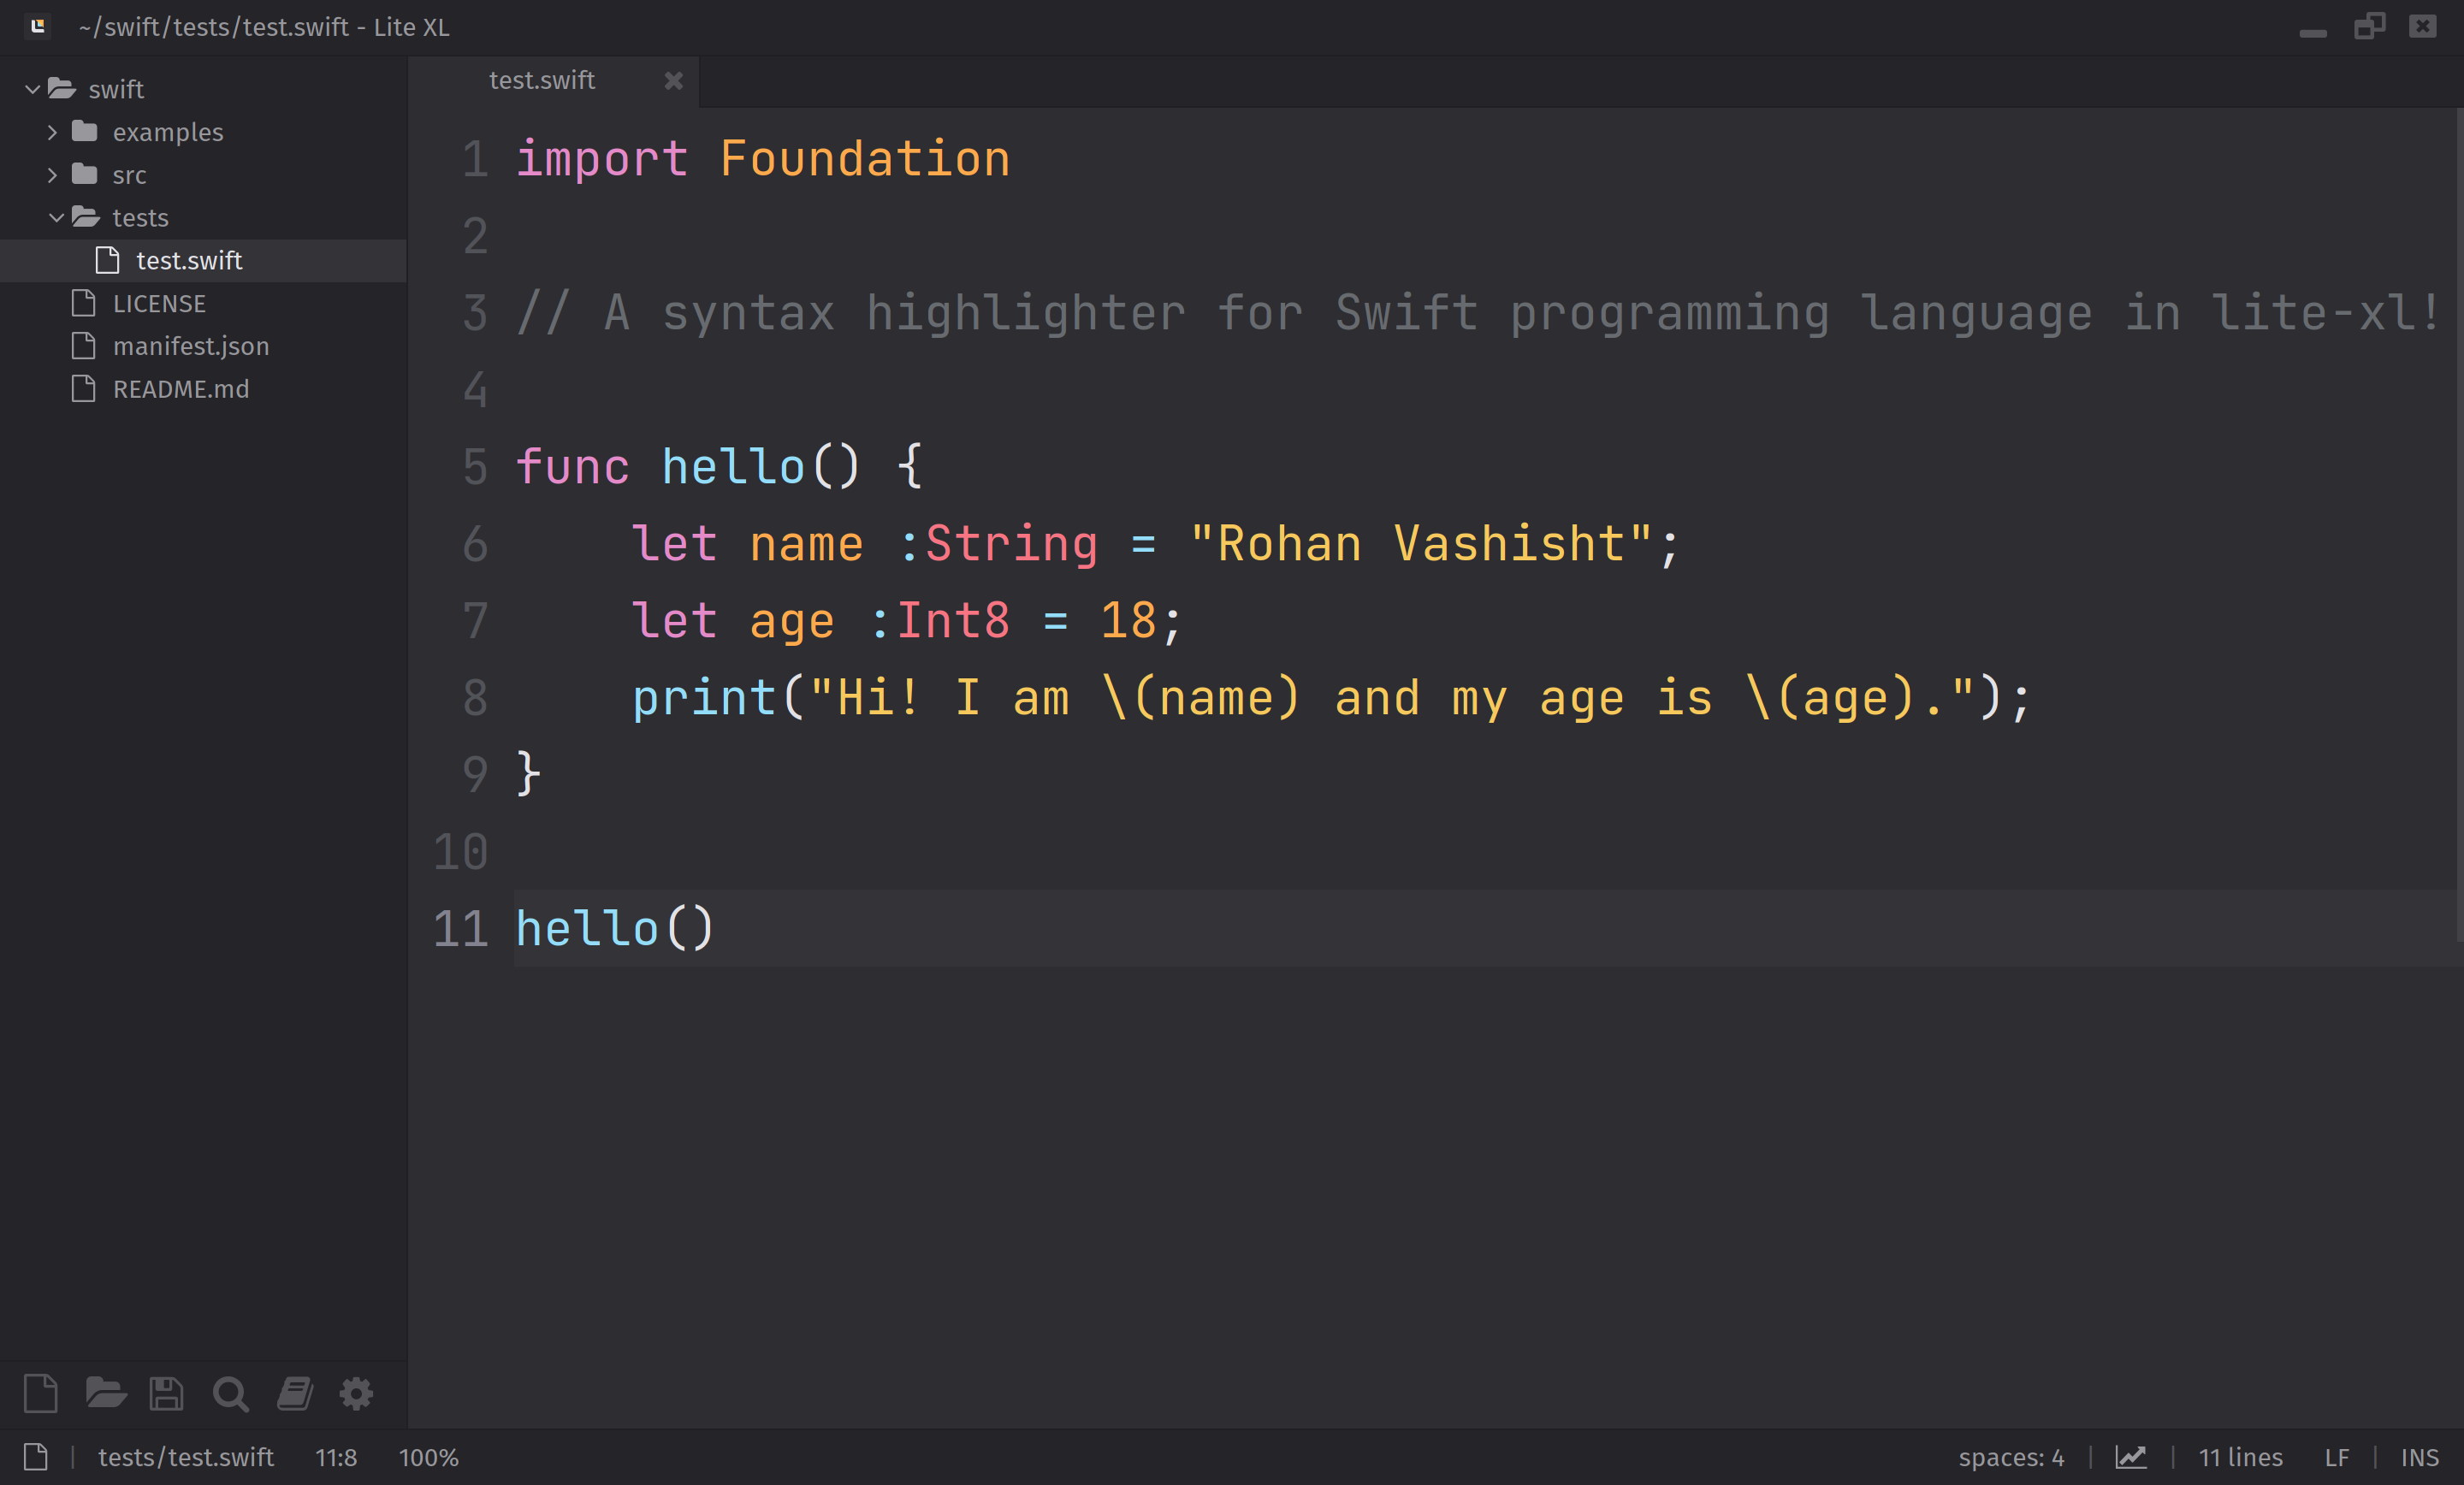 ~/swift/tests/test.swift - Lite XL
swift
examples
src
tests
test.swift
LICENSE
manifest.json
README.md
test.swift
1 import Foundation
2
3 // A syntax highlighter for Swift programming language in lite-xl!
4
5 func hello() {
6     let name :String = "Rohan Vashisht";
7     let age :Int8 = 18;
8     print("Hi! I am \(name) and my age is \(age).");
9 }
10
11 hello()
tests/test.swift 11:8 100% spaces: 4 11 lines LF INS